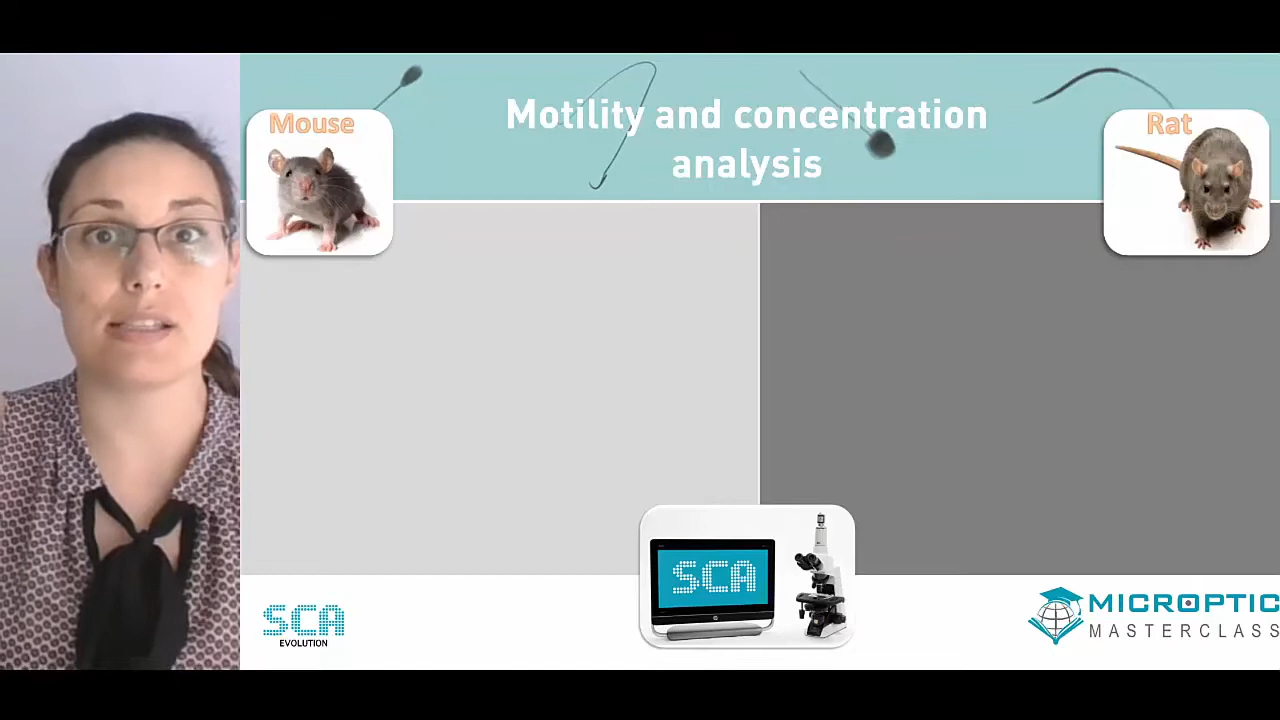 Mouse
Motility and concentration
analysis
Rat
SCA
SCA
EVOLUTION
MICROPTIC
MASTERCLASS